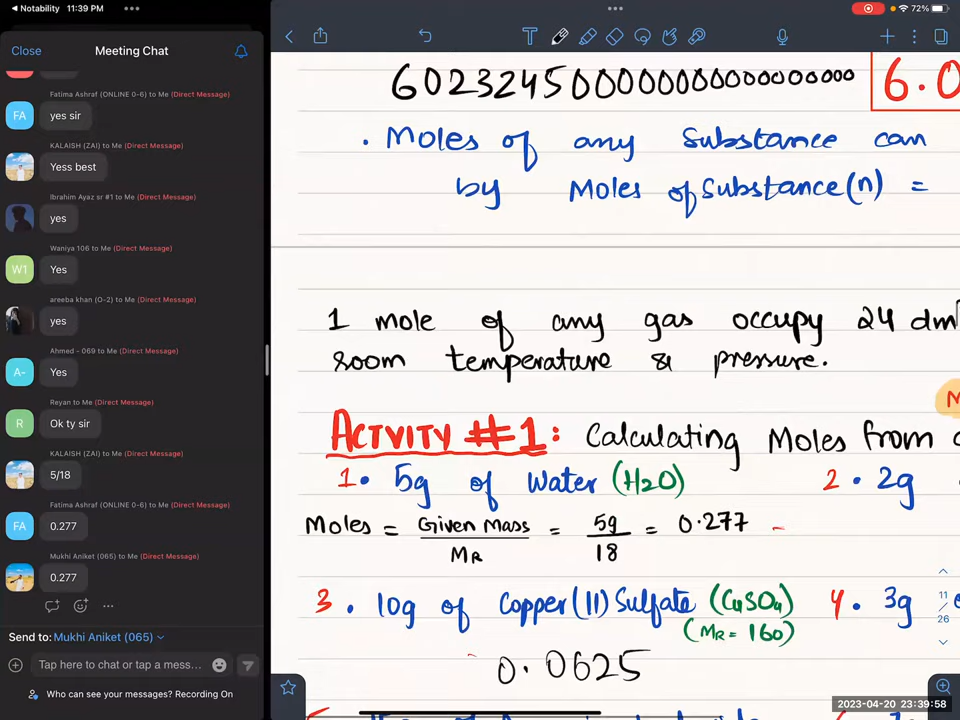 Notability 11:39 PM
72%
Close Meeting Chat
Fatima Ashraf (ONLINE 0-6) to Me (Direct Message)
FA yes sir
KALAISH (ZAI) to Me (Direct Message)
Yess best
Ibrahim Ayaz sr #1 to Me (Direct Message)
yes
Waniya 106 to Me (Direct Message)
W1 Yes
areeba khan (O-2) to Me (Direct Message)
yes
Ahmed - 069 to Me (Direct Message)
A- Yes
Reyan to Me (Direct Message)
R Ok ty sir
KALAISH (ZAI) to Me (Direct Message)
5/18
Fatima Ashraf (ONLINE 0-6) to Me (Direct Message)
FA 0.277
Mukhi Aniket (065) to Me (Direct Message)
0.277
Send to: Mukhi Aniket (065)
Tap here to chat or tap a mess...
Who can see your messages? Recording On
6.0
. Moles of any Substance can
by Moles of Substance (n) =
1 mole of any gas occupy 24 dm
room temperature & pressure.
M
ACTVITY #1: Calculating Moles from
1. 5g of Water (H2O) 2. 2g
Moles = Given Mass / MR = 5g / 18 = 0.277
3. 10g of Copper(II) Sulfate (CuSO4) 4. 3g
(MR = 160)
0.0625
11/26
2023-04-20 23:39:58